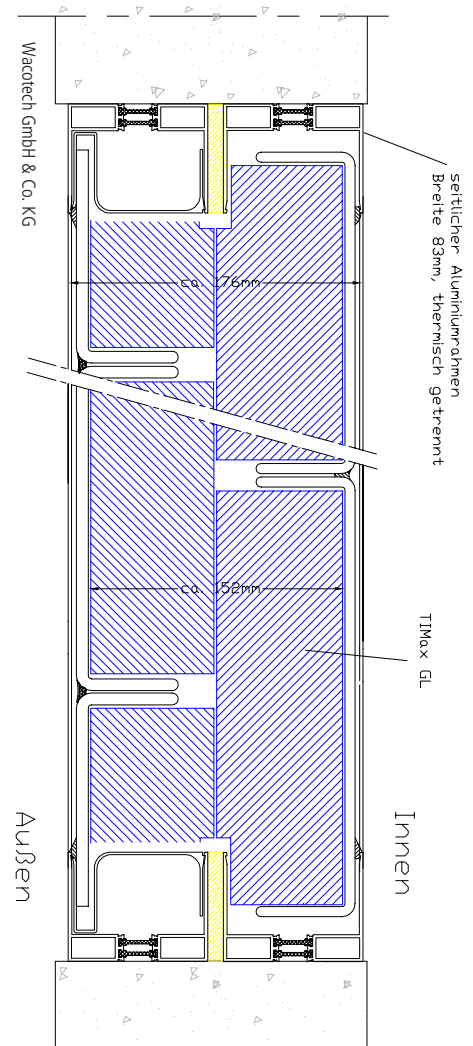 seitlicher Aluminiumrahmen
Breite 83mm, thermisch getrennt
Wacotech GmbH & Co. KG
ca. 176mm
ca. 152mm
TIMax GL
Innen
Außen